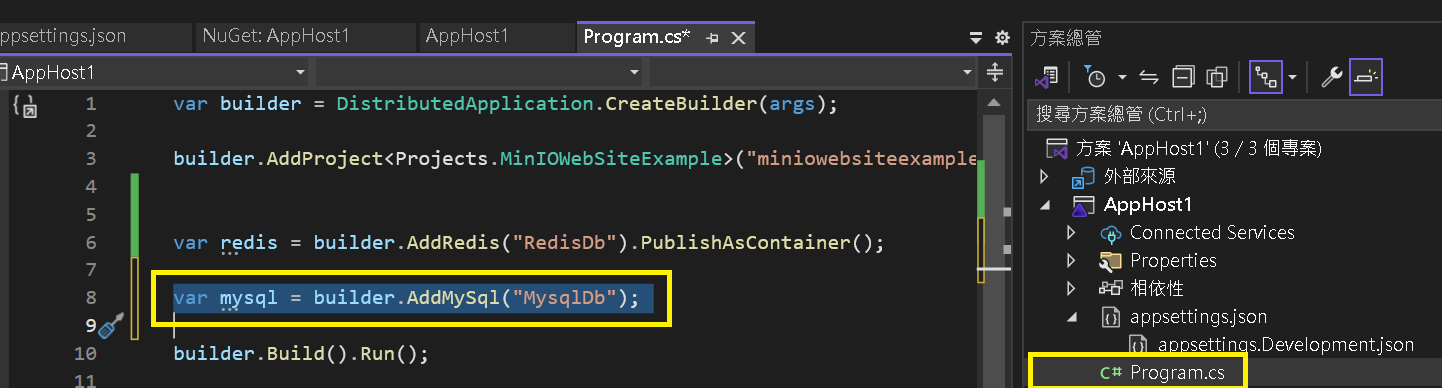 ppsettings.json
NuGet: AppHost1
AppHost1
Program.cs*
方案總管
AppHost1
搜尋方案總管 (Ctrl+;)
1 var builder = DistributedApplication.CreateBuilder(args);
2
3 builder.AddProject<Projects.MinIOWebSiteExample>("miniowebsiteexample
4
5
6 var redis = builder.AddRedis("RedisDb").PublishAsContainer();
7
8 var mysql = builder.AddMySql("MysqlDb");
9
10 builder.Build().Run();
11
方案 'AppHost1' (3 / 3 個專案)
外部來源
AppHost1
Connected Services
Properties
相依性
appsettings.json
appsettings.Development.json
C# Program.cs